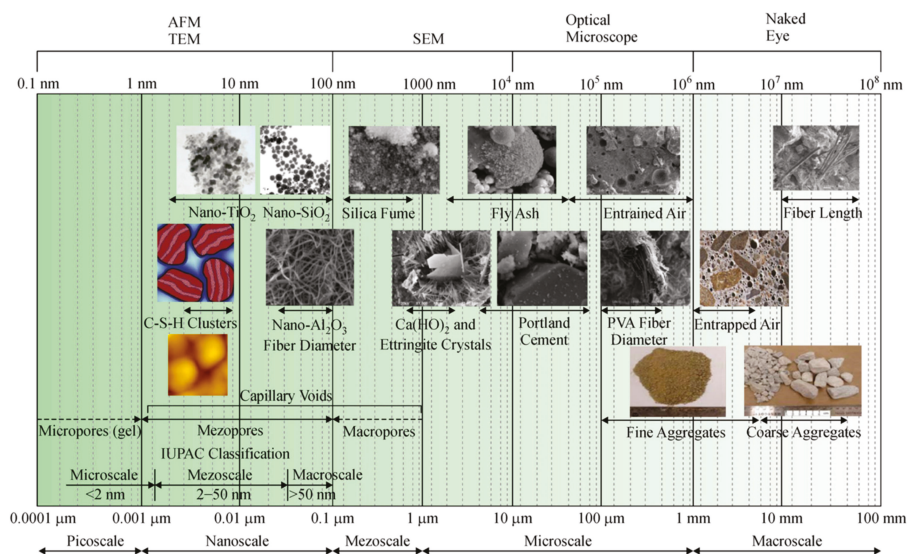 AFM
TEM
SEM
Optical
Microscope
Naked
Eye
0.1 nm 1 nm 10 nm 100 nm 1000 nm 10⁴ nm 10⁵ nm 10⁶ nm 10⁷ nm 10⁸ nm
Nano-TiO₂ Nano-SiO₂ Silica Fume Fly Ash Entrained Air Fiber Length
C-S-H Clusters Nano-Al₂O₃ Fiber Diameter Ca(HO)₂ and Ettringite Crystals Portland Cement PVA Fiber Diameter Entrapped Air
Capillary Voids
Micropores (gel) Mezopores Macropores Fine Aggregates Coarse Aggregates
IUPAC Classification
Microscale Mezoscale Macroscale
<2 nm 2–50 nm >50 nm
0.0001 μm 0.001 μm 0.01 μm 0.1 μm 1 μm 10 μm 100 μm 1 mm 10 mm 100 mm
Picoscale Nanoscale Mezoscale Microscale Macroscale